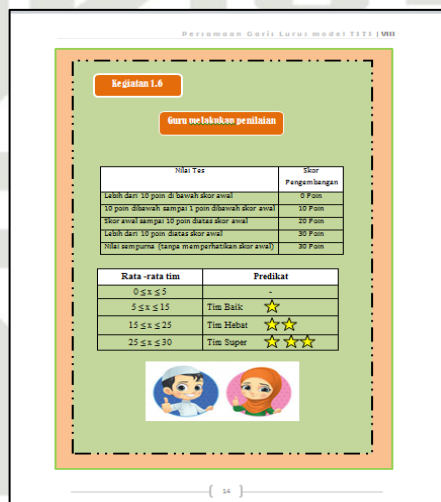 Persamaan Garis Lurus model TITI | VIII
Kegiatan 1.6
Guru melakukan penilaian
Nilai Tes Skor Pengembangan
Lebih dari 10 poin di bawah skor awal 0 Poin
10 poin dibawah sampai 1 poin dibawah skor awal 10 Poin
Skor awal sampai 10 poin diatas skor awal 20 Poin
Lebih dari 10 poin diatas skor awal 30 Poin
Nilai sempurna (tanpa memperhatikan skor awal) 30 Poin
Rata -rata tim Predikat
0 ≤ x ≤ 5 -
5 ≤ x ≤ 15 Tim Baik
15 ≤ x ≤ 25 Tim Hebat
25 ≤ x ≤ 30 Tim Super
14